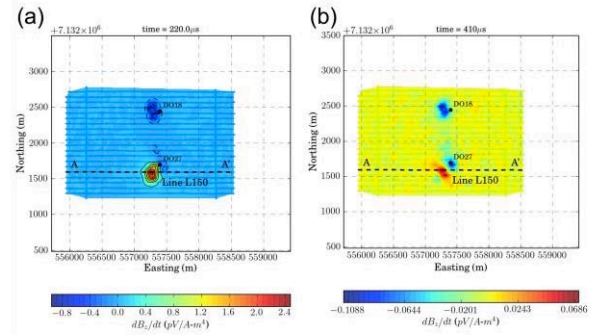 (a)
+7.132×10⁶
time = 220.0μs
3500
3000
2500
2000
1500
1000
500
Northing (m)
DO18
DO27
A
A'
Line L150
556000 556500 557000 557500 558000 558500 559000
Easting (m)
−0.8 −0.4 0.0 0.4 0.8 1.2 1.6 2.0 2.4
dB_z/dt (pV/A-m⁴)
(b)
+7.132×10⁶
time = 410μs
3500
3000
2500
2000
1500
1000
500
Northing (m)
DO18
DO27
A
A'
Line L150
556000 556500 557000 557500 558000 558500 559000
Easting (m)
−0.1088 −0.0644 −0.0201 0.0243 0.0686
dB_z/dt (pV/A-m⁴)